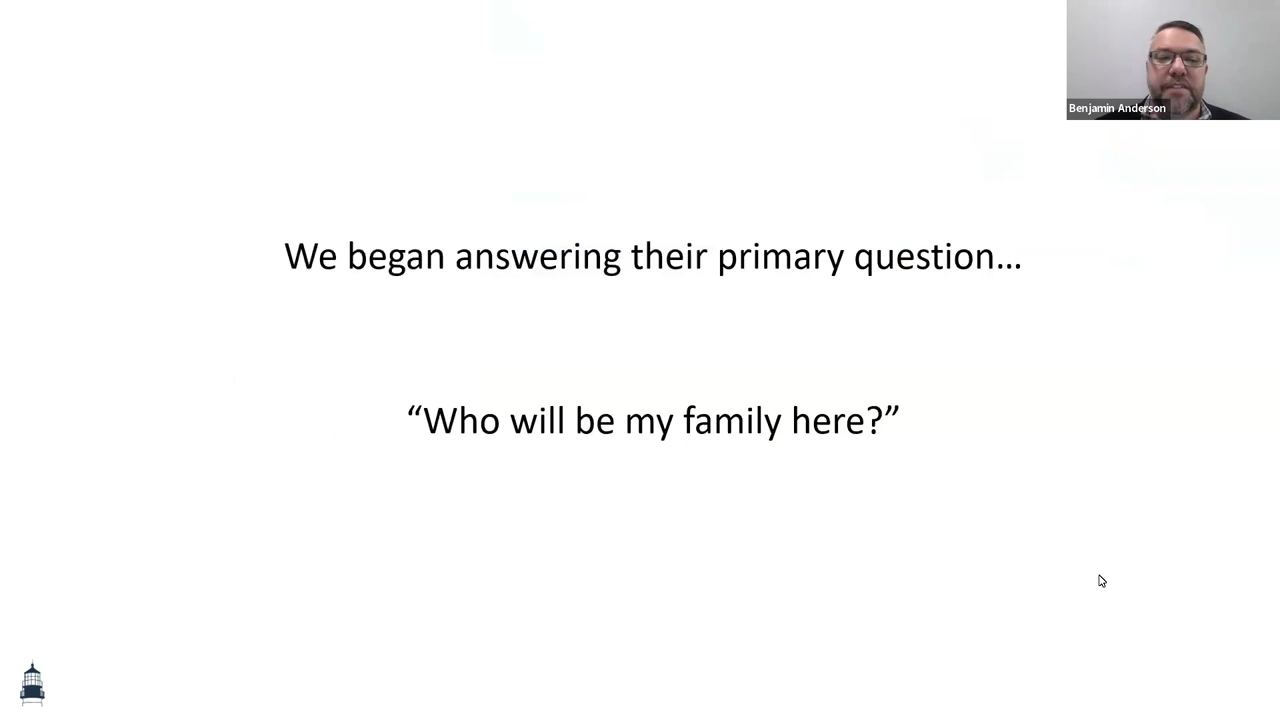 Benjamin Anderson
We began answering their primary question…
“Who will be my family here?”